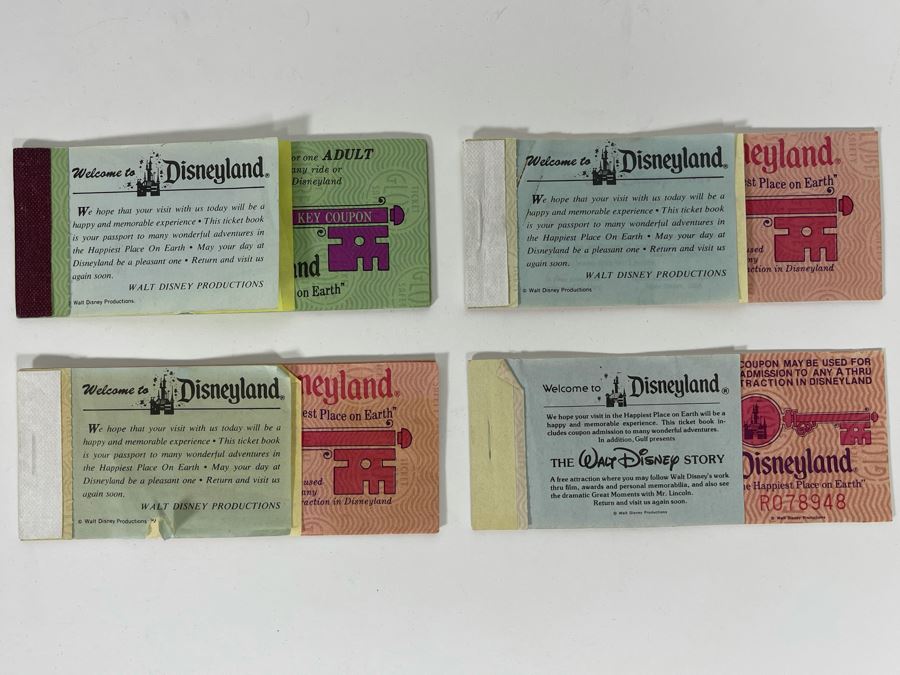 Welcome to Disneyland®
We hope that your visit with us today will be a
happy and memorable experience • This ticket book
is your passport to many wonderful adventures in
the Happiest Place On Earth • May your day at
Disneyland be a pleasant one • Return and visit us
again soon.
WALT DISNEY PRODUCTIONS
© Walt Disney Productions.
or one ADULT
any ride or
Disneyland
KEY COUPON
nd
on Earth"
Welcome to Disneyland®
We hope that your visit with us today will be a
happy and memorable experience • This ticket book
is your passport to many wonderful adventures in
the Happiest Place On Earth • May your day at
Disneyland be a pleasant one • Return and visit us
again soon.
WALT DISNEY PRODUCTIONS
© Walt Disney Productions.
neyland®
st Place on Earth"
used
ny
action in Disneyland
Welcome to Disneyland®
We hope that your visit with us today will be a
happy and memorable experience • This ticket book
is your passport to many wonderful adventures in
the Happiest Place On Earth • May your day at
Disneyland be a pleasant one • Return and visit us
again soon.
WALT DISNEY PRODUCTIONS
© Walt Disney Productions
neyland®
est Place on Earth"
used
any
raction in Disneyland
Welcome to Disneyland®
We hope your visit in the Happiest Place on Earth will be a
happy and memorable experience. This ticket book in-
cludes coupon admission to many wonderful adventures.
In addition, Gulf presents
THE Walt Disney STORY
A free attraction where you may follow Walt Disney's work
thru film, awards and personal memorabilia, and also see
the dramatic Great Moments with Mr. Lincoln.
Return and visit us again soon.
© Walt Disney Productions
COUPON MAY BE USED FOR
ADMISSION TO ANY A THRU
TRACTION IN DISNEYLAND
Disneyland®
e Happiest Place on Earth"
R078948
© Walt Disney Productions